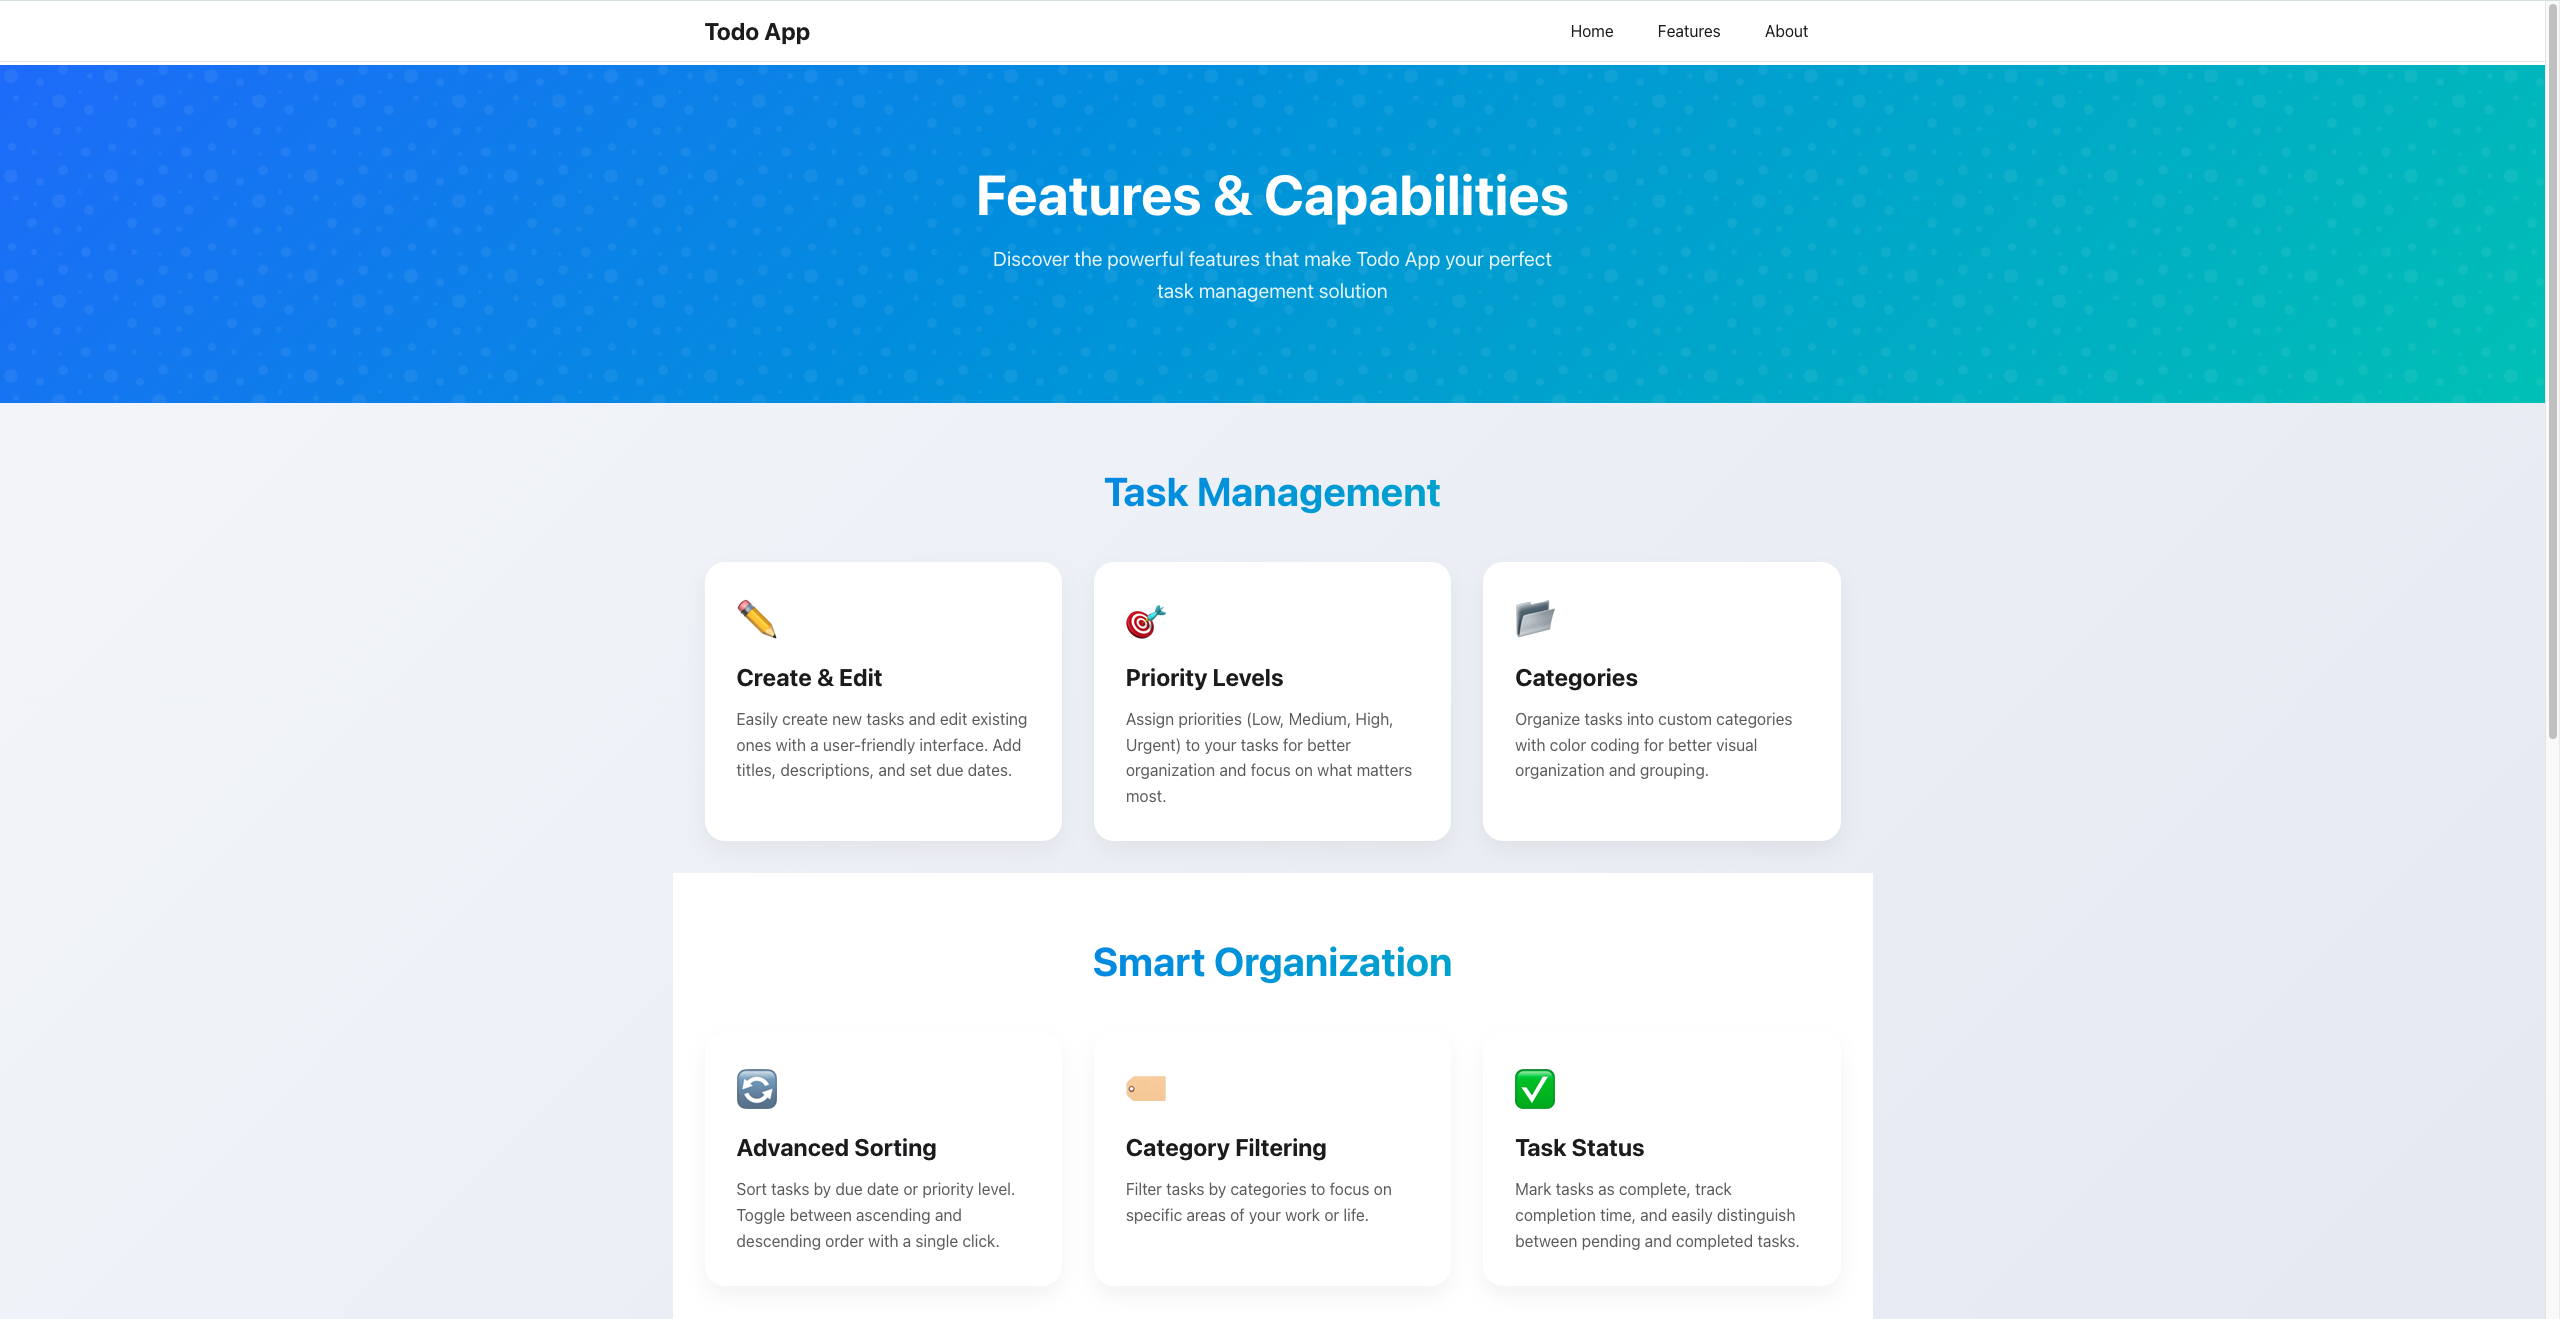 Todo App
Home Features About
Features & Capabilities
Discover the powerful features that make Todo App your perfect
task management solution
Task Management
Create & Edit
Easily create new tasks and edit existing
ones with a user-friendly interface. Add
titles, descriptions, and set due dates.
Priority Levels
Assign priorities (Low, Medium, High,
Urgent) to your tasks for better
organization and focus on what matters
most.
Categories
Organize tasks into custom categories
with color coding for better visual
organization and grouping.
Smart Organization
Advanced Sorting
Sort tasks by due date or priority level.
Toggle between ascending and
descending order with a single click.
Category Filtering
Filter tasks by categories to focus on
specific areas of your work or life.
Task Status
Mark tasks as complete, track
completion time, and easily distinguish
between pending and completed tasks.